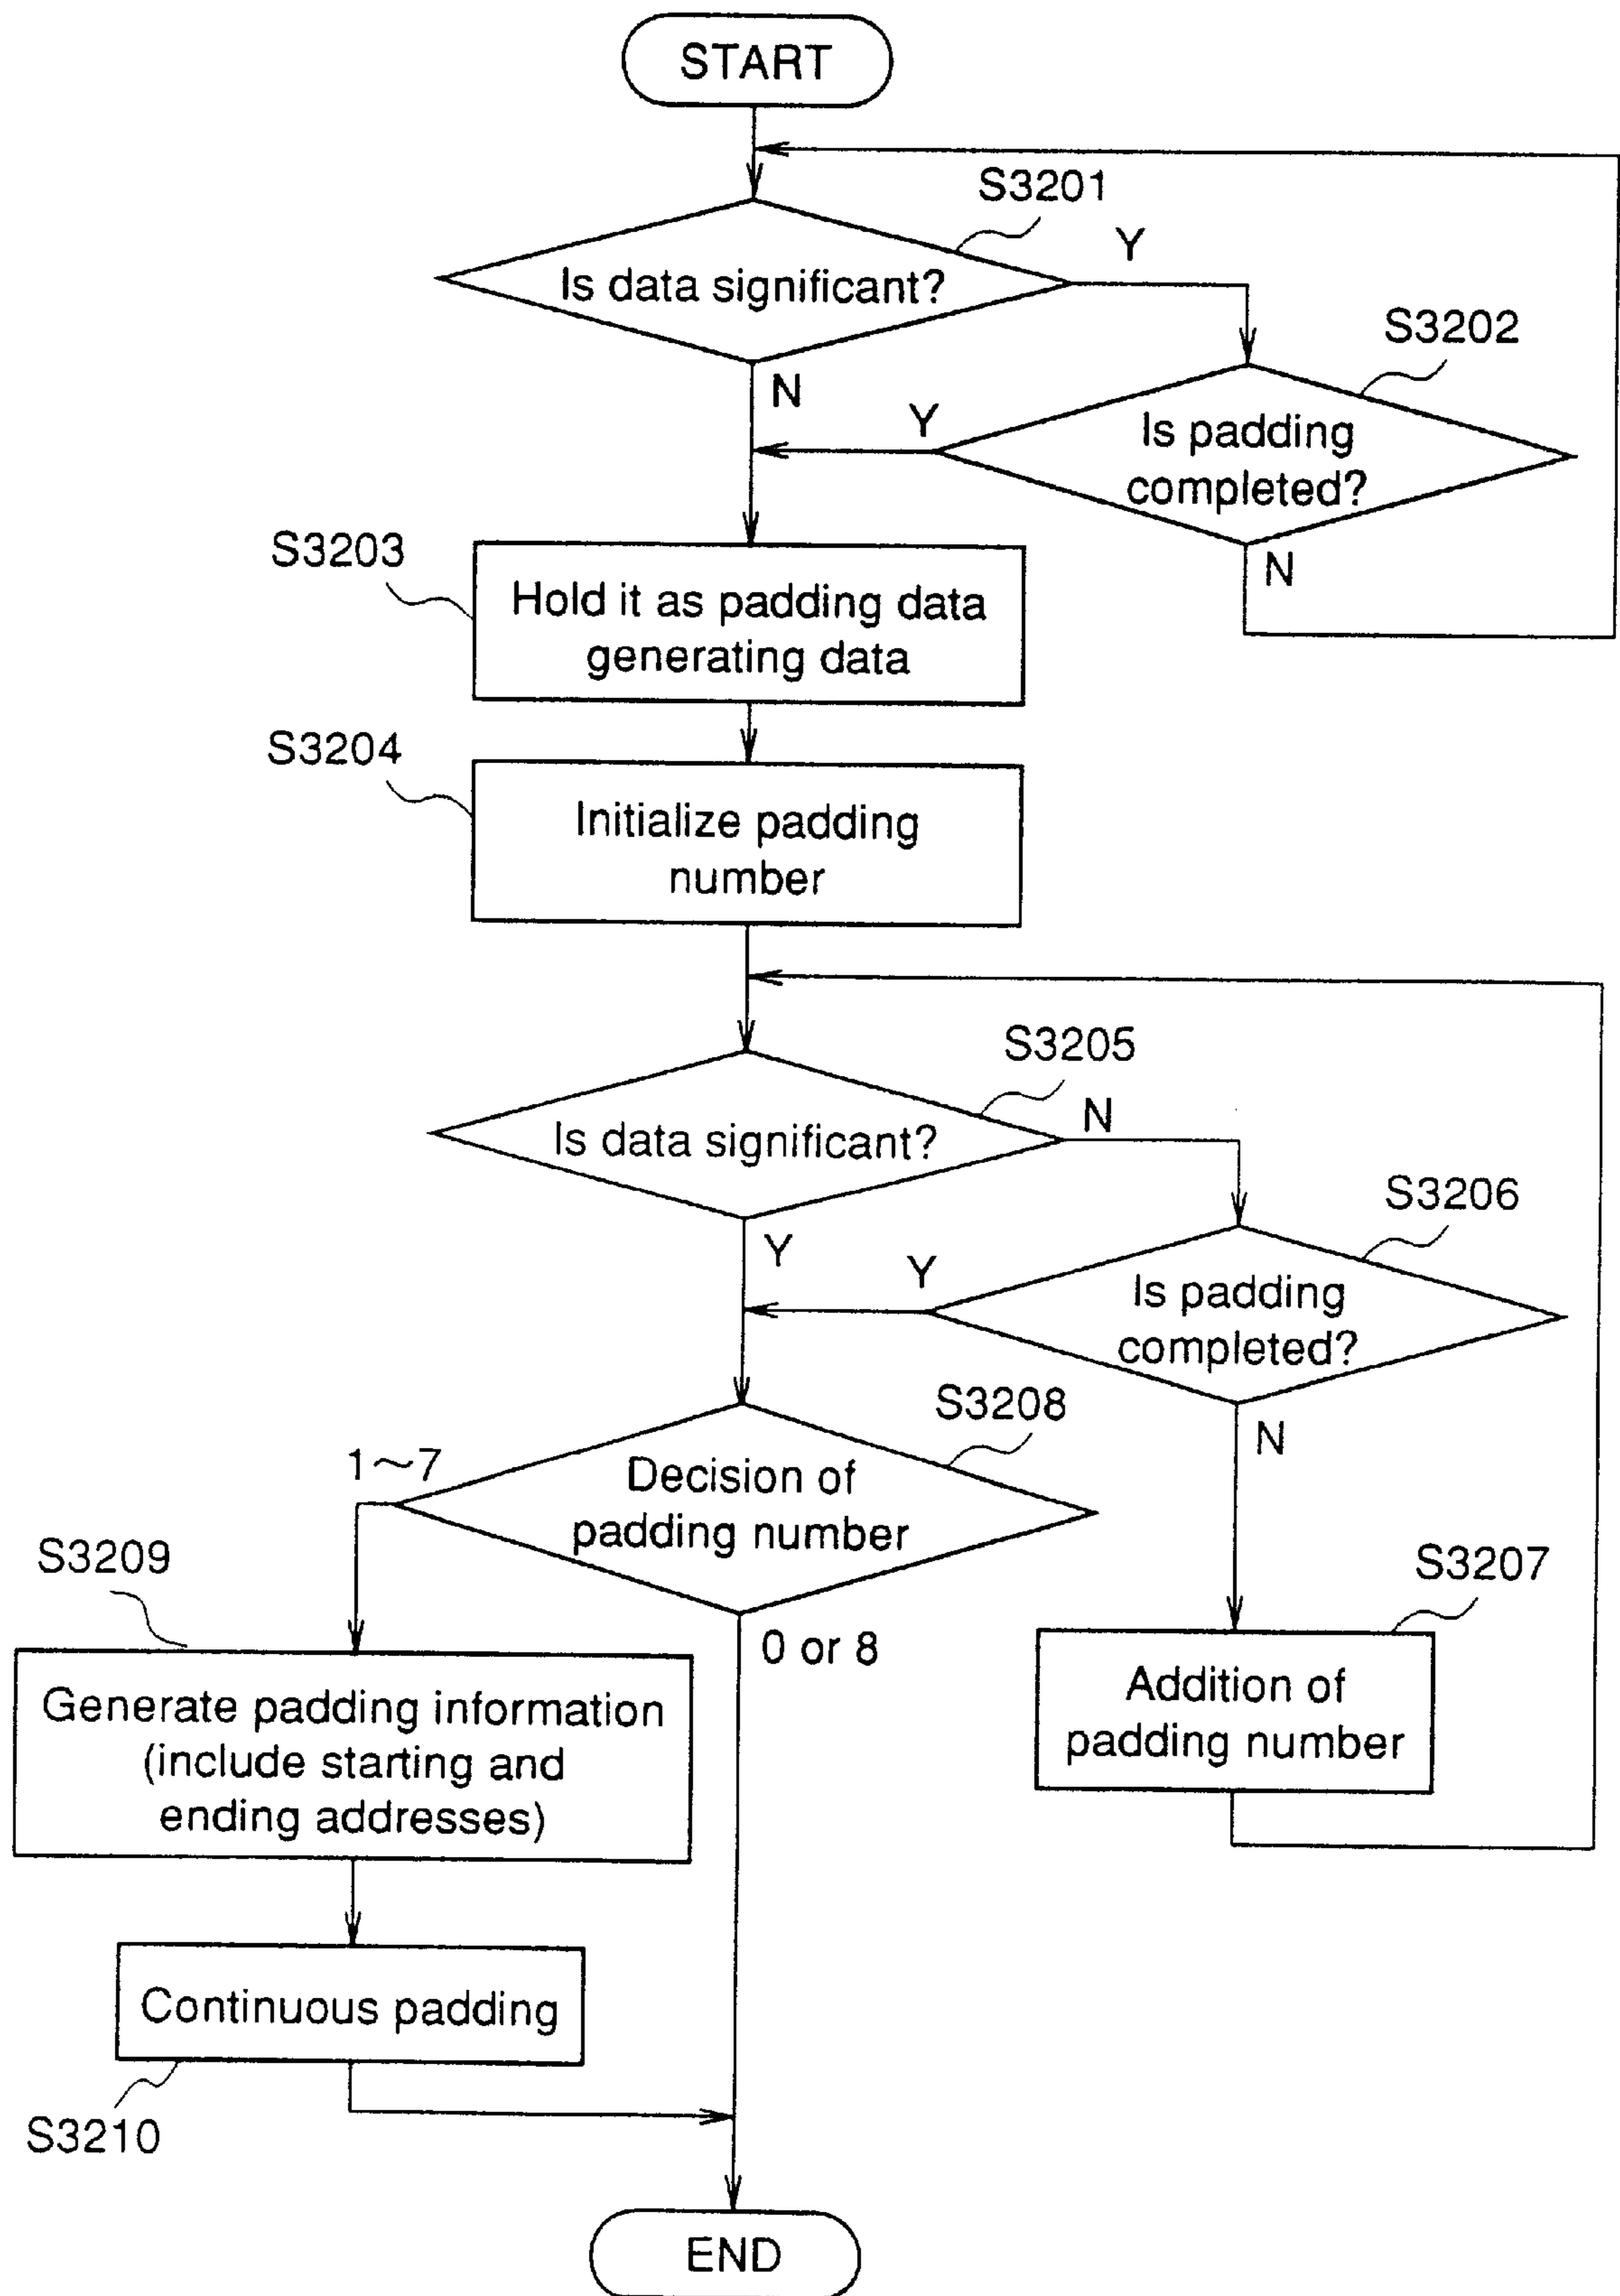 START
S3201
Y
Is data significant?
S3202
N
Y
Is padding
completed?
N
S3203
Hold it as padding data
generating data
S3204
Initialize padding
number
S3205
N
Is data significant?
S3206
Y
Y
Is padding
completed?
S3208
N
1~7
Decision of
padding number
S3209
S3207
0 or 8
Generate padding information
(include starting and
ending addresses)
Addition of
padding number
Continuous padding
S3210
END